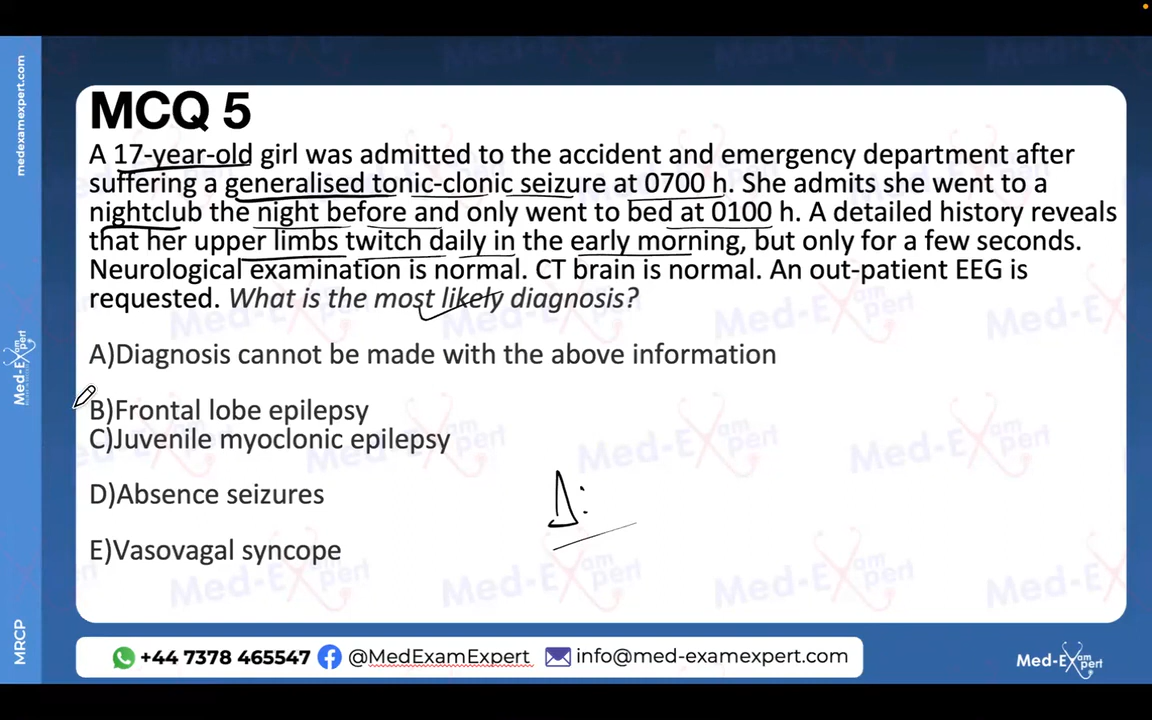 medexamexpert.com
Med-Exam Expert
MRCP
MCQ 5
A 17-year-old girl was admitted to the accident and emergency department after
suffering a generalised tonic-clonic seizure at 0700 h. She admits she went to a
nightclub the night before and only went to bed at 0100 h. A detailed history reveals
that her upper limbs twitch daily in the early morning, but only for a few seconds.
Neurological examination is normal. CT brain is normal. An out-patient EEG is
requested. What is the most likely diagnosis?
A)Diagnosis cannot be made with the above information
B)Frontal lobe epilepsy
C)Juvenile myoclonic epilepsy
D)Absence seizures
E)Vasovagal syncope
Δ:
+44 7378 465547 @MedExamExpert info@med-examexpert.com
Med-Exam Expert